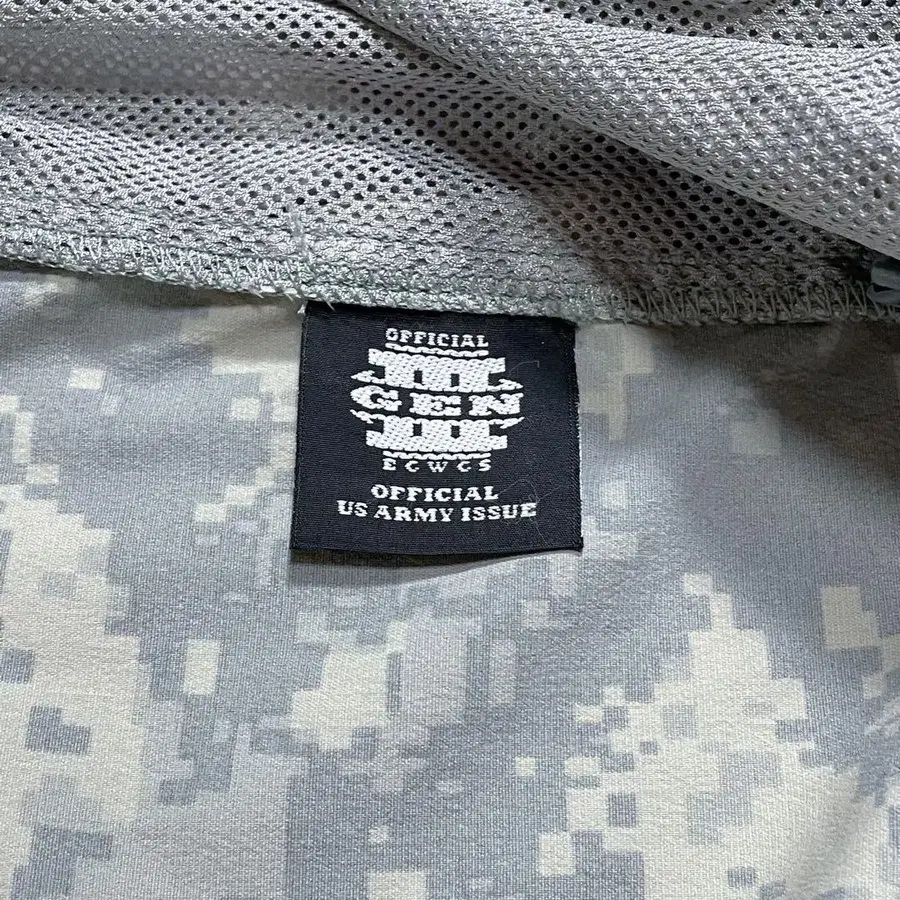 OFFICIAL
III
GEN
III
ECWCS
OFFICIAL
US ARMY ISSUE